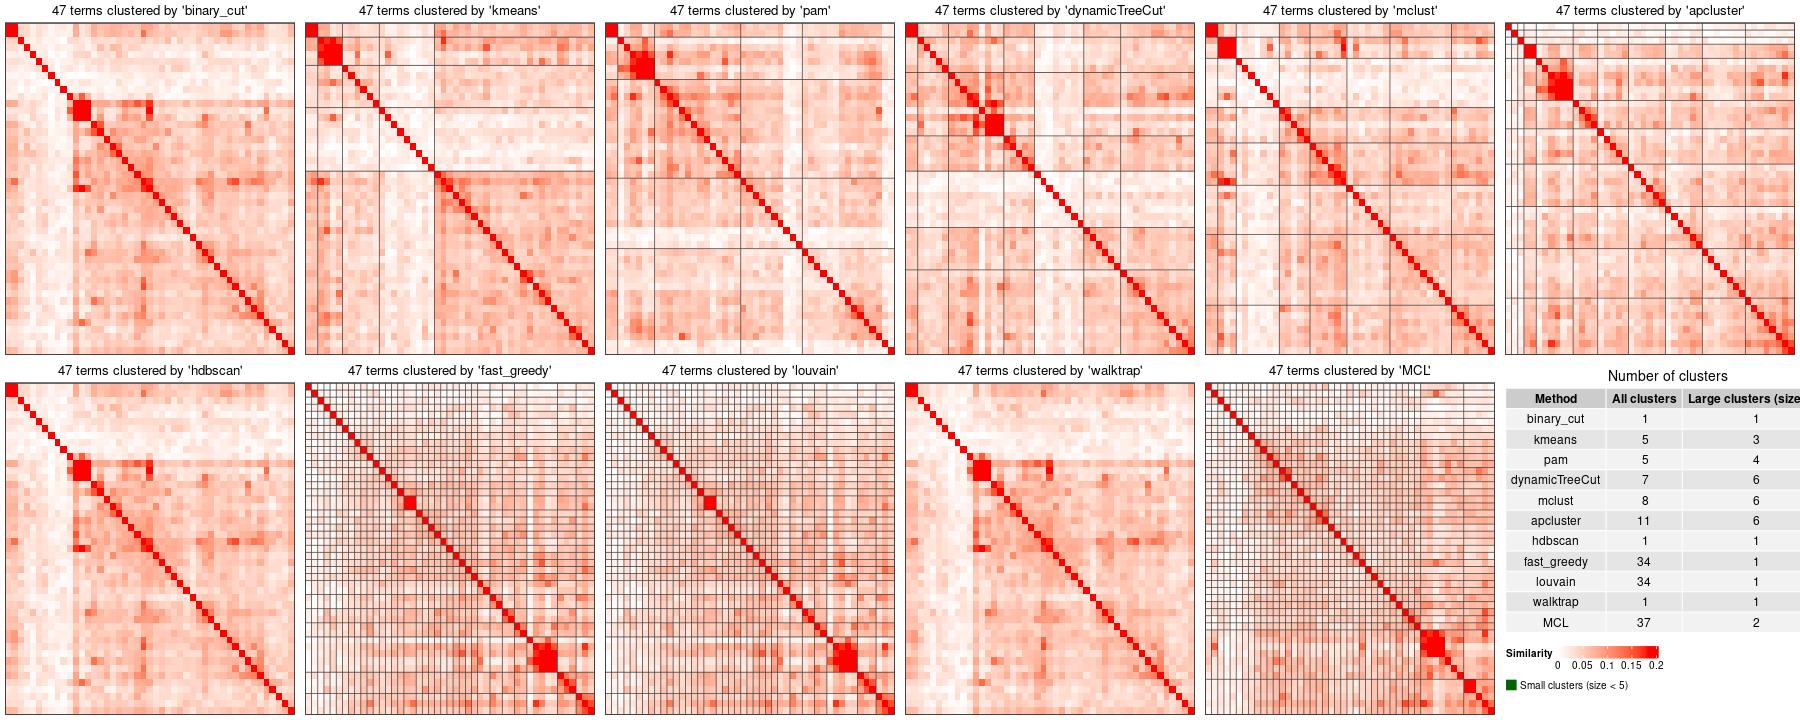 47 terms clustered by 'binary_cut'
47 terms clustered by 'kmeans'
47 terms clustered by 'pam'
47 terms clustered by 'dynamicTreeCut'
47 terms clustered by 'mclust'
47 terms clustered by 'apcluster'
47 terms clustered by 'hdbscan'
47 terms clustered by 'fast_greedy'
47 terms clustered by 'louvain'
47 terms clustered by 'walktrap'
47 terms clustered by 'MCL'
Number of clusters
Method All clusters Large clusters (size
binary_cut 1 1
kmeans 5 3
pam 5 4
dynamicTreeCut 7 6
mclust 8 6
apcluster 11 6
hdbscan 1 1
fast_greedy 34 1
louvain 34 1
walktrap 1 1
MCL 37 2
Similarity
0 0.05 0.1 0.15 0.2
Small clusters (size < 5)